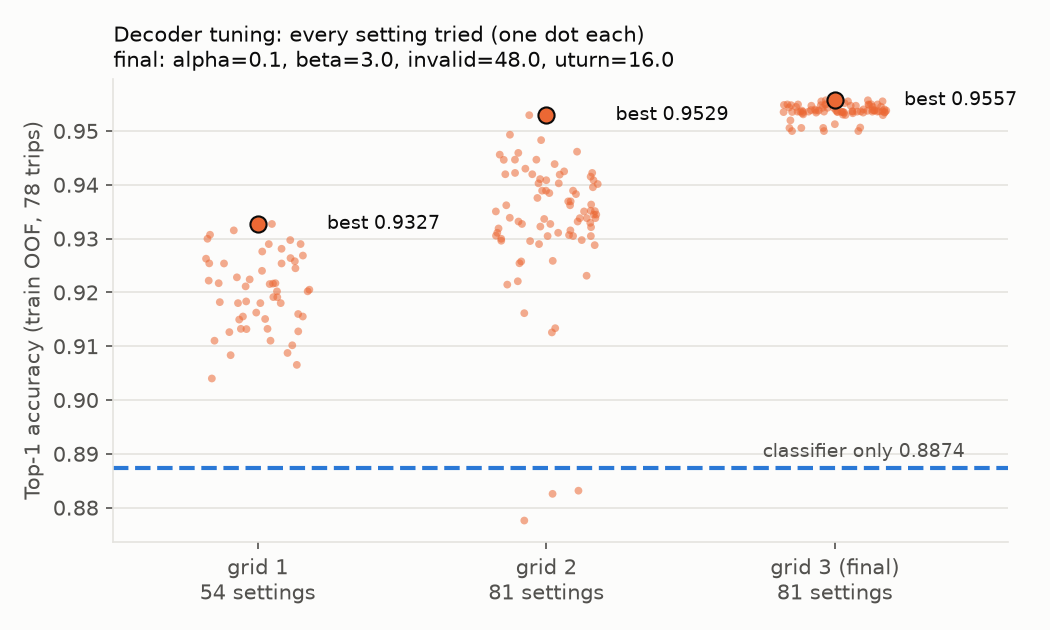 Decoder tuning: every setting tried (one dot each)
final: alpha=0.1, beta=3.0, invalid=48.0, uturn=16.0
Top-1 accuracy (train OOF, 78 trips)
0.95
0.94
0.93
0.92
0.91
0.90
0.89
0.88
best 0.9327
best 0.9529
best 0.9557
classifier only 0.8874
grid 1
54 settings
grid 2
81 settings
grid 3 (final)
81 settings